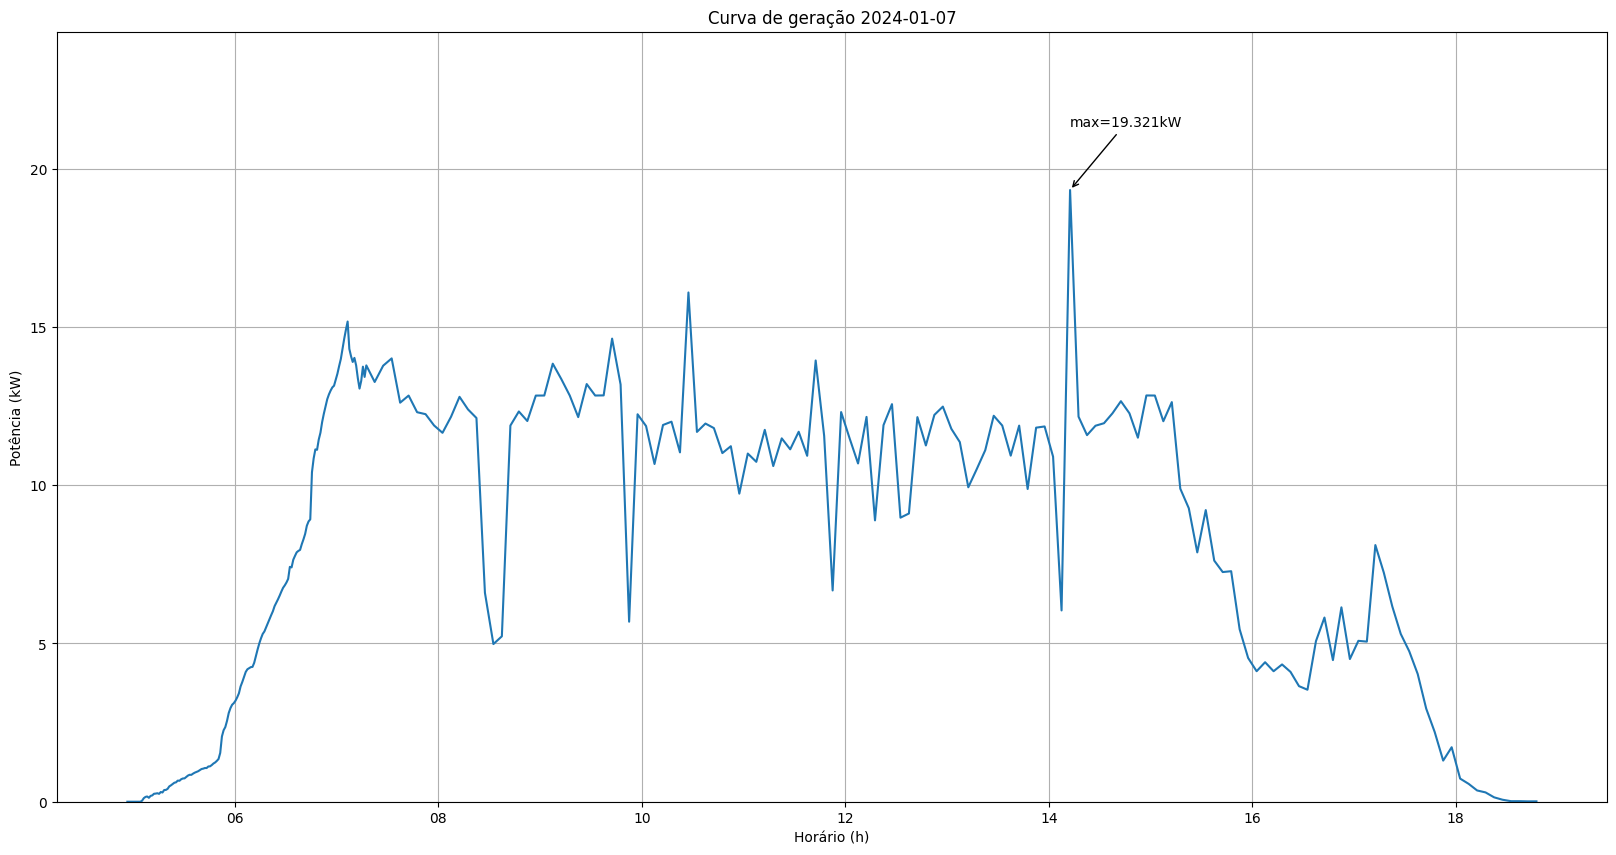 Curva de geração 2024-01-07
max=19.321kW
Potência (kW)
20
15
10
5
0
06 08 10 12 14 16 18
Horário (h)